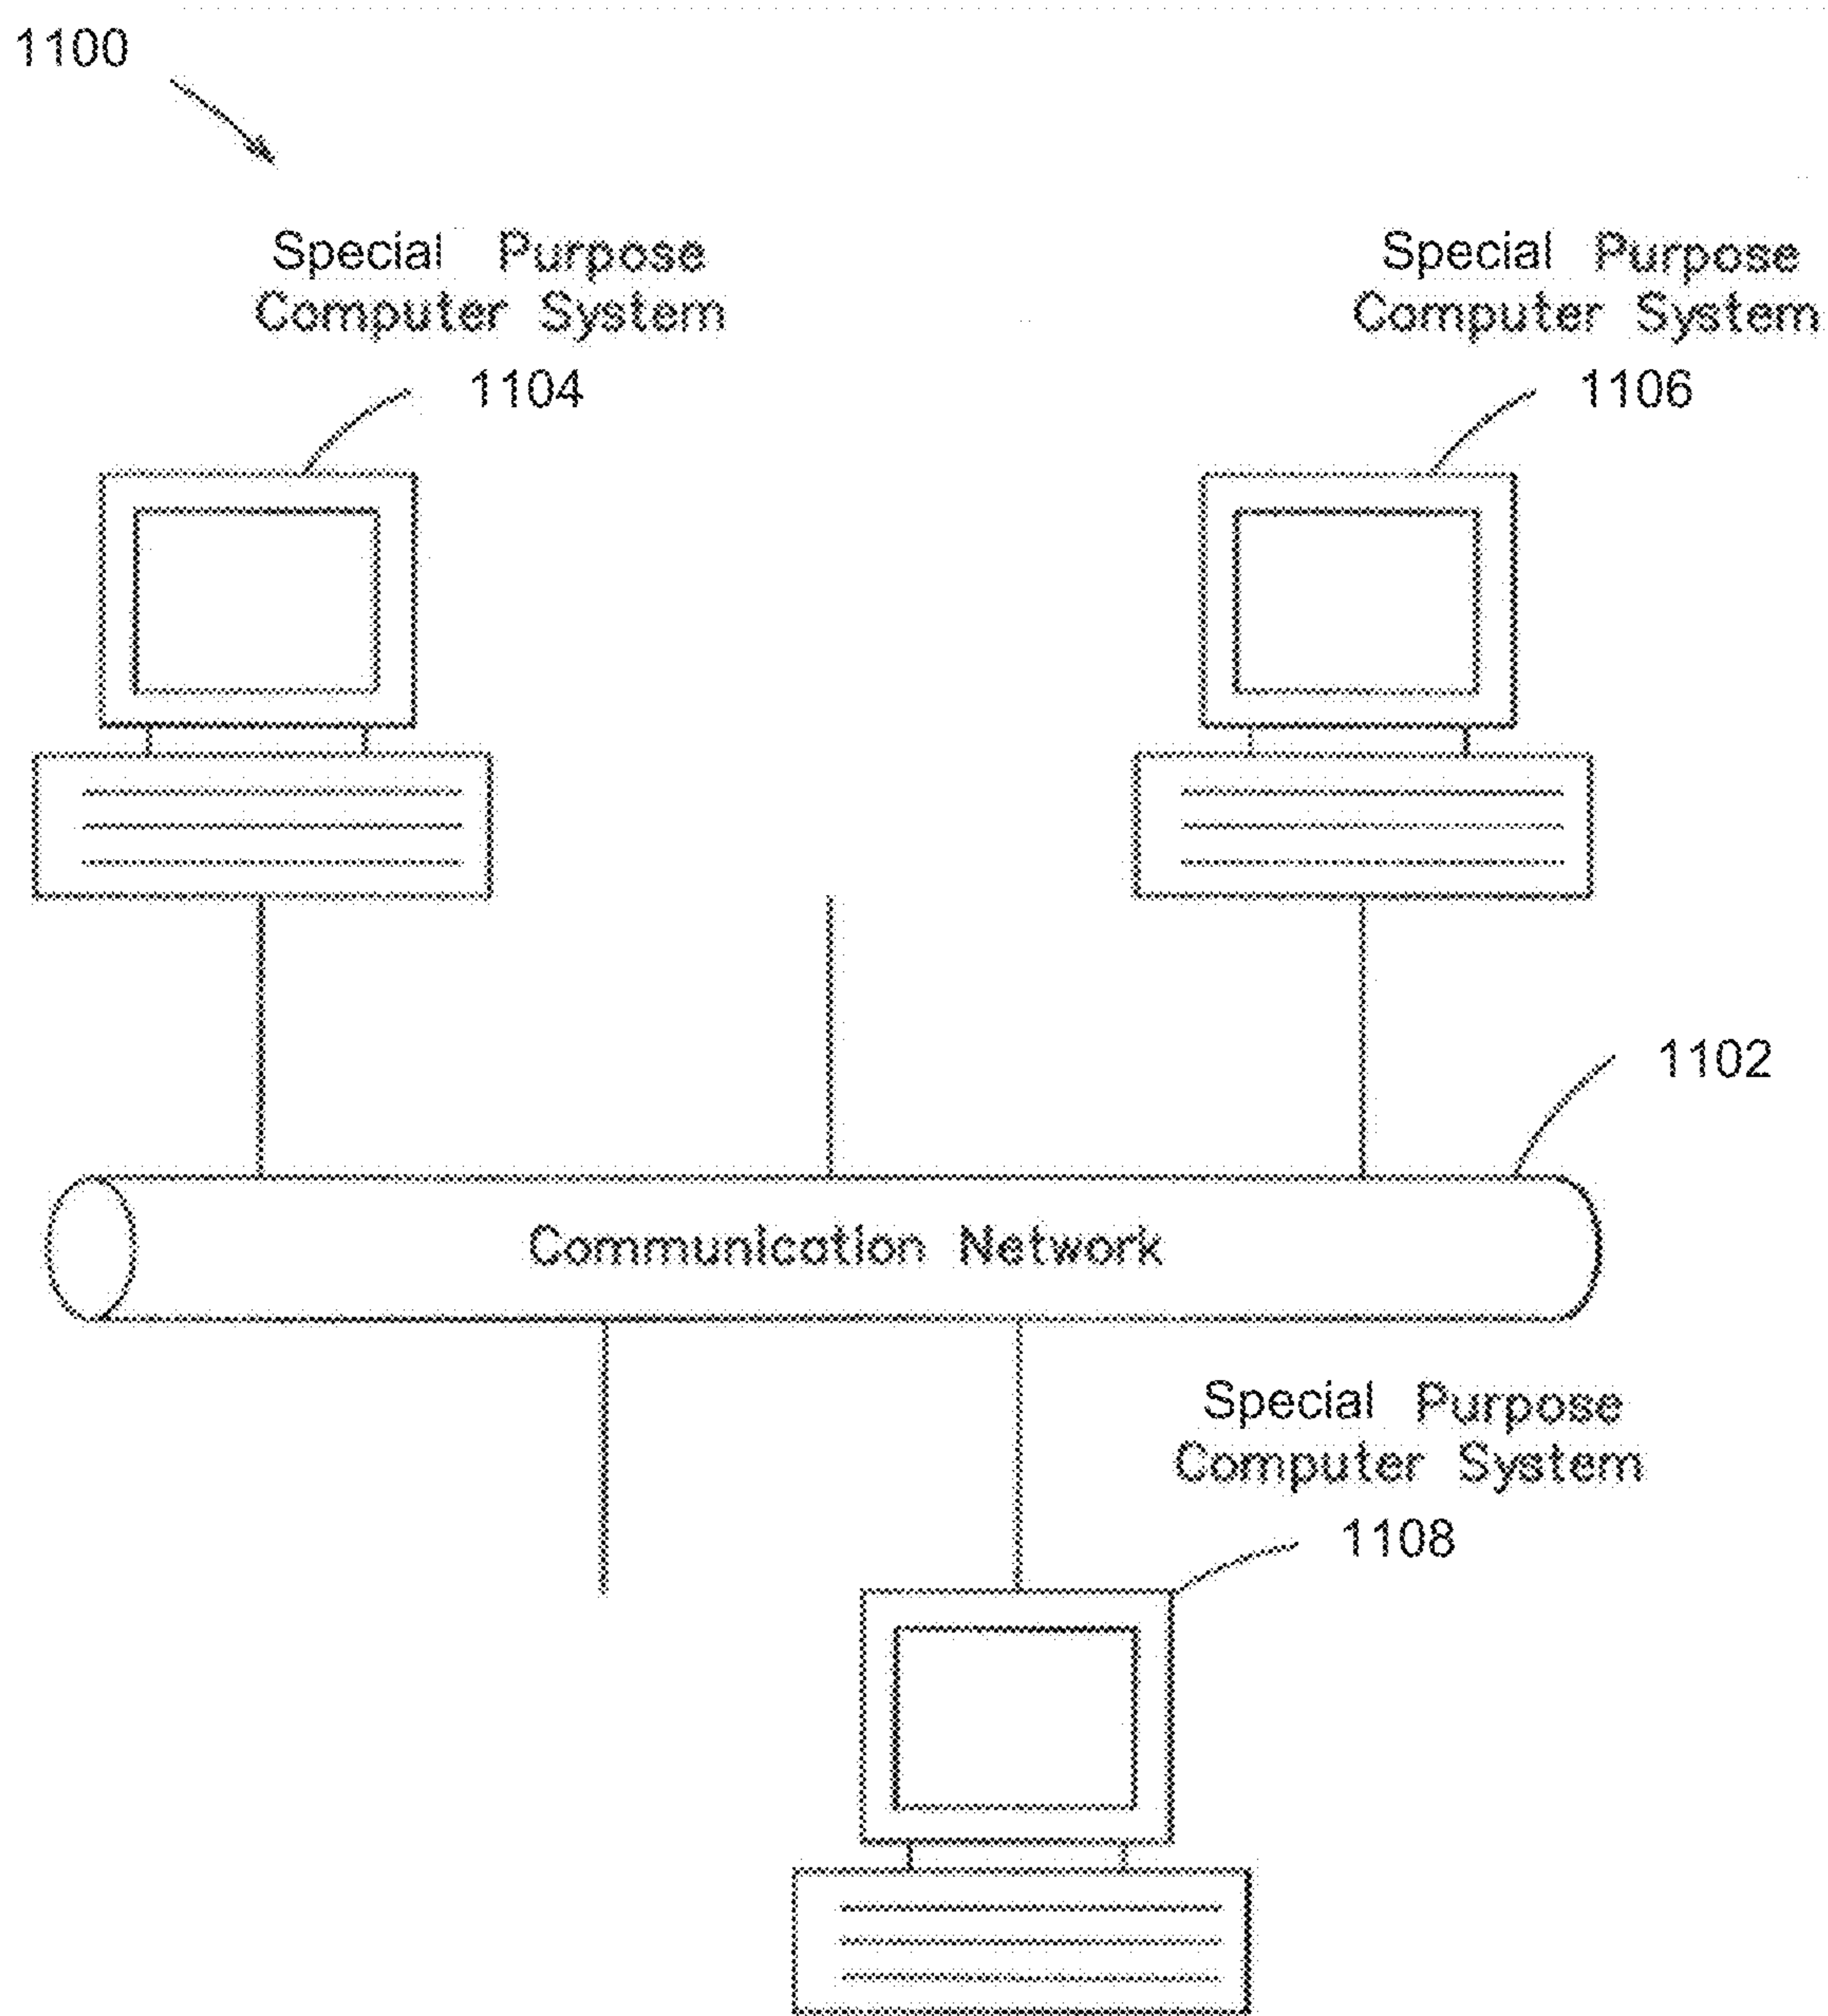 1100
Special Purpose
Computer System
1104
Special Purpose
Computer System
1106
1102
Communication Network
Special Purpose
Computer System
1108